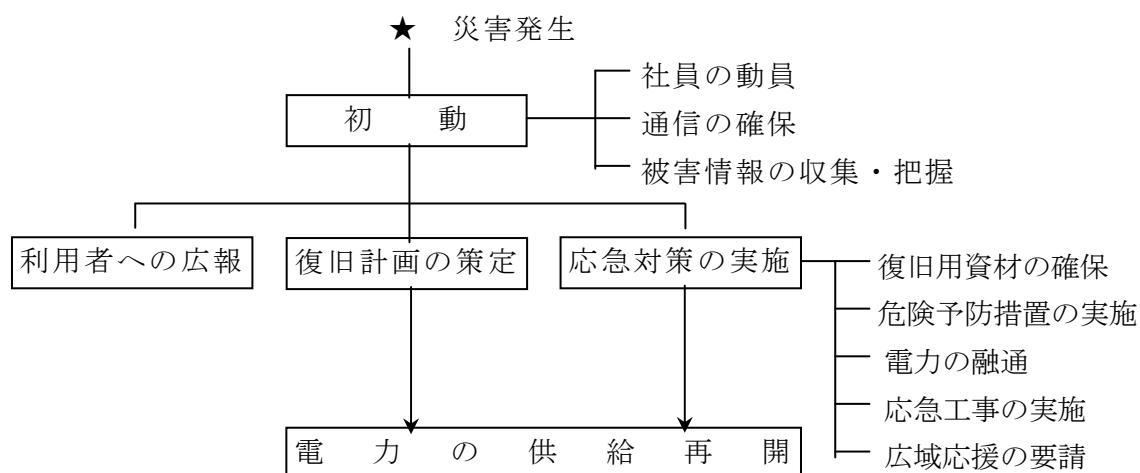 ★ 災害発生
初動
社員の動員
通信の確保
被害情報の収集・把握
利用者への広報
復旧計画の策定
応急対策の実施
復旧用資材の確保
危険予防措置の実施
電力の融通
応急工事の実施
広域応援の要請
電力の供給再開